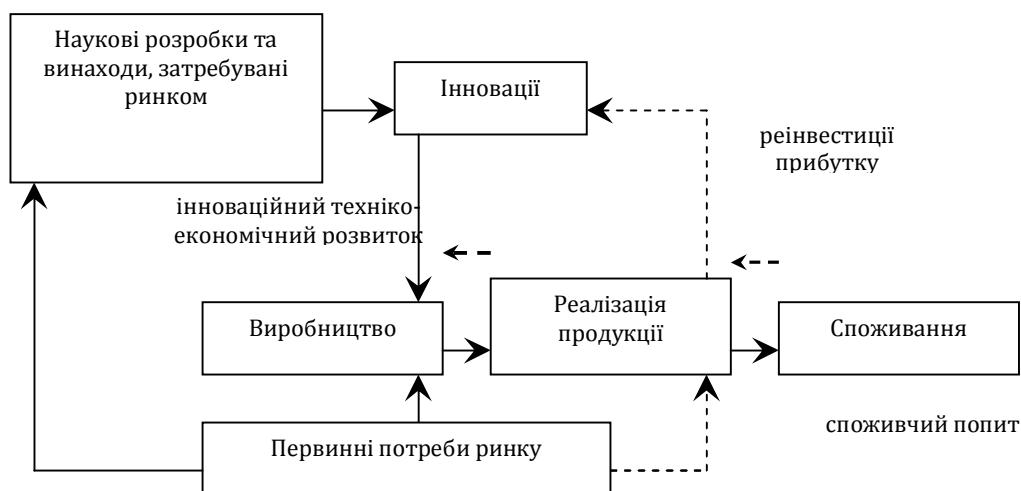 Наукові розробки та
винаходи, затребувані
ринком
Інновації
реінвестиції
прибутку
інноваційний техніко-
економічний розвиток
Виробництво
Реалізація
продукції
Споживання
споживчий попит
Первинні потреби ринку